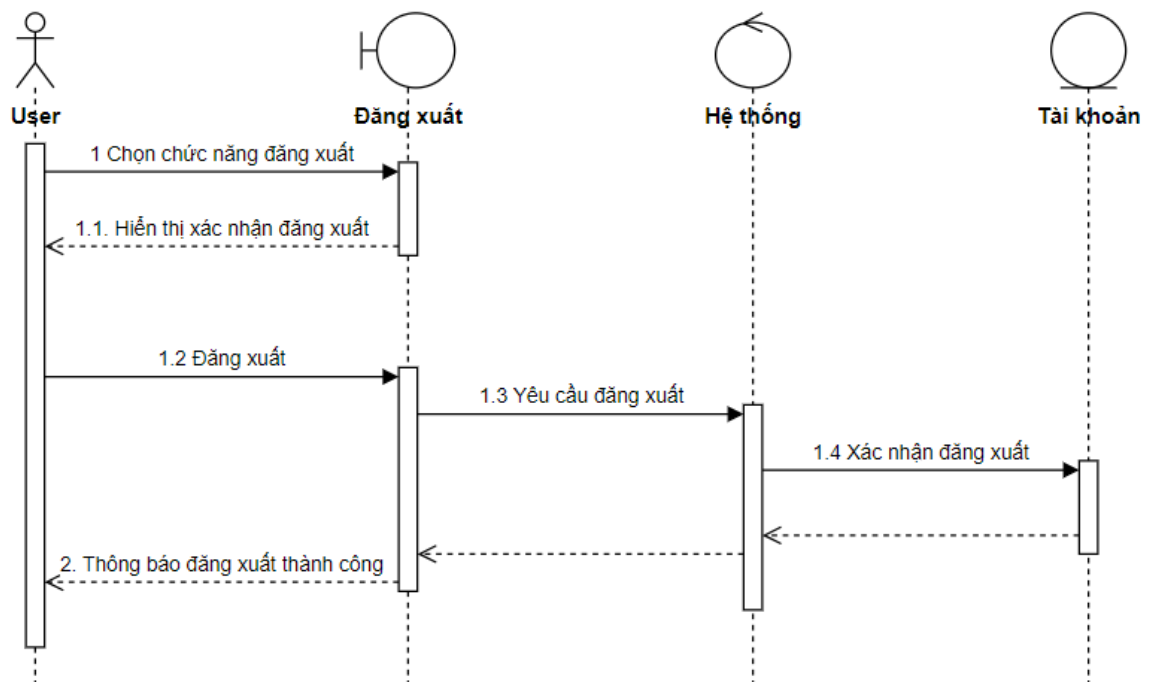 User
Đăng xuất
Hệ thống
Tài khoản
1 Chọn chức năng đăng xuất
1.1. Hiển thị xác nhận đăng xuất
1.2 Đăng xuất
1.3 Yêu cầu đăng xuất
1.4 Xác nhận đăng xuất
2. Thông báo đăng xuất thành công